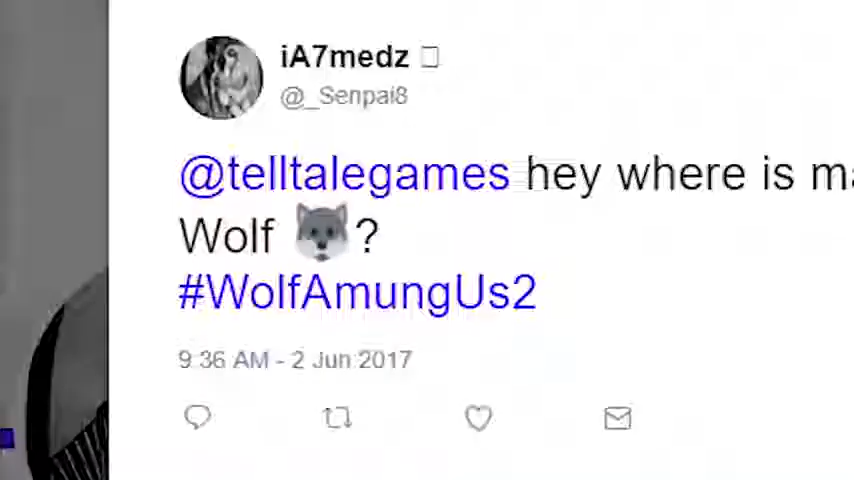 iA7medz
@_Senpai8
@telltalegames hey where is
Wolf 🐺?
#WolfAmungUs2
9:36 AM - 2 Jun 2017